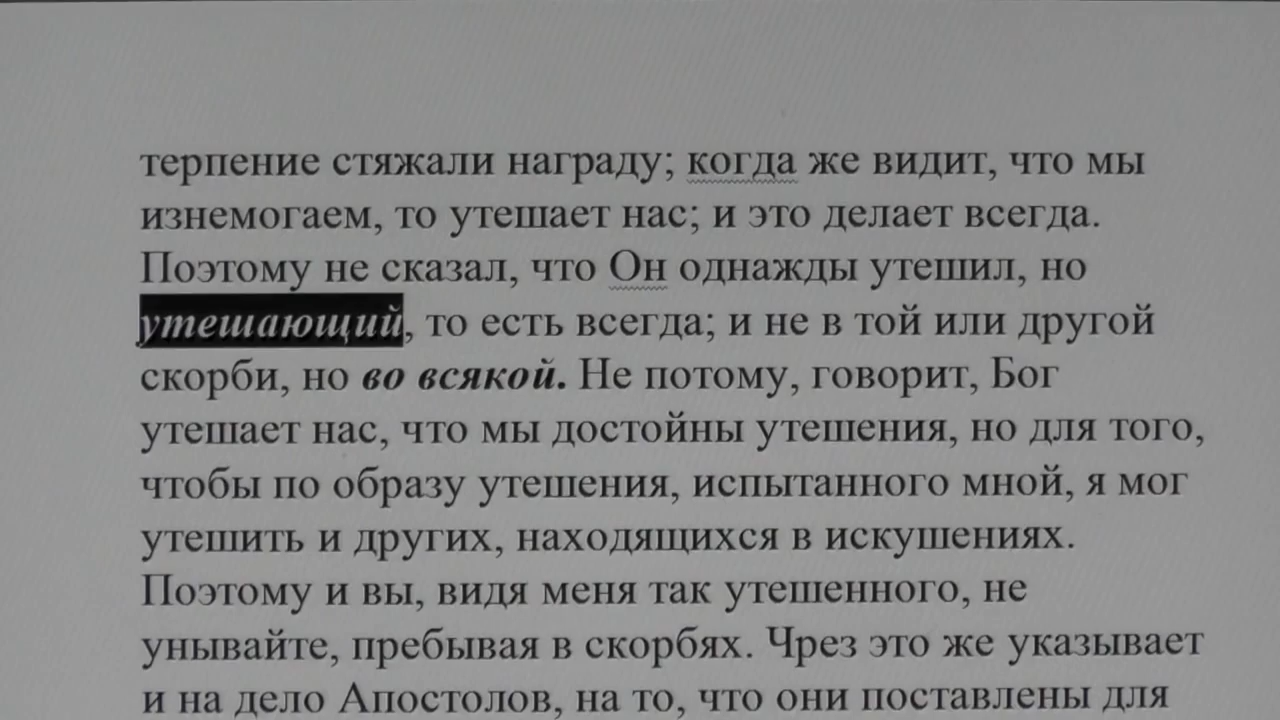 терпение стяжали награду; когда же видит, что мы
изнемогаем, то утешает нас; и это делает всегда.
Поэтому не сказал, что Он однажды утешил, но
утешающий, то есть всегда; и не в той или другой
скорби, но во всякой. Не потому, говорит, Бог
утешает нас, что мы достойны утешения, но для того,
чтобы по образу утешения, испытанного мной, я мог
утешить и других, находящихся в искушениях.
Поэтому и вы, видя меня так утешенного, не
унывайте, пребывая в скорбях. Чрез это же указывает
и на дело Апостолов, на то, что они поставлены для